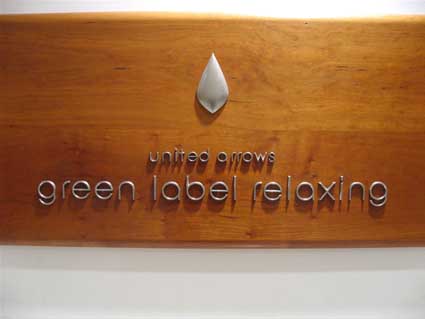 united arrows
green label relaxing